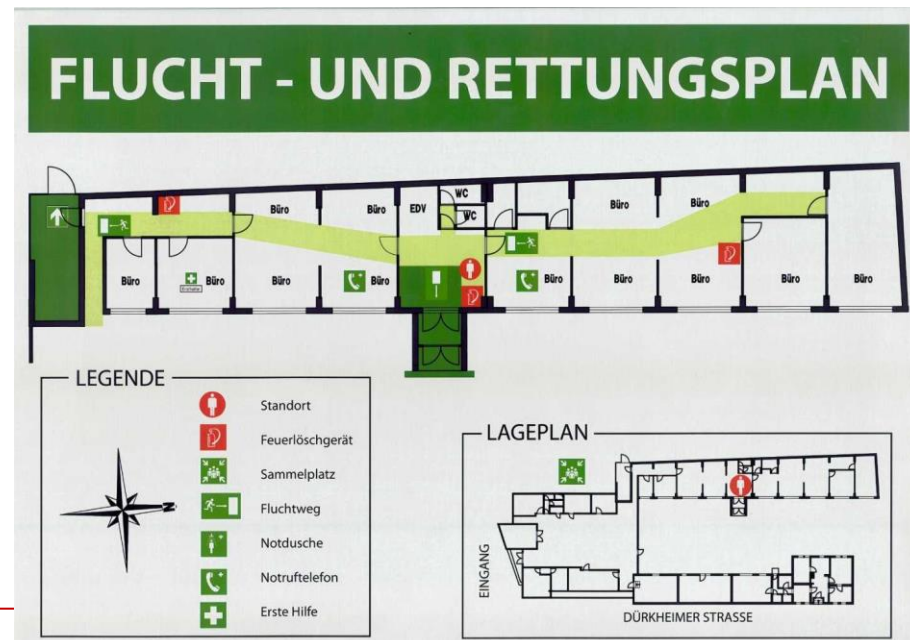 FLUCHT - UND RETTUNGSPLAN
WC
Büro
Büro
EDV
WC
Büro
Büro
Büro
Büro
Büro
Büro
Büro
Büro
Büro
Büro
Büro
Büro
LEGENDE
Standort
Feuerlöschgerät
Sammelplatz
Fluchtweg
Notdusche
Notruftelefon
Erste Hilfe
N
LAGEPLAN
EINGANG
DÜRKHEIMER STRASSE